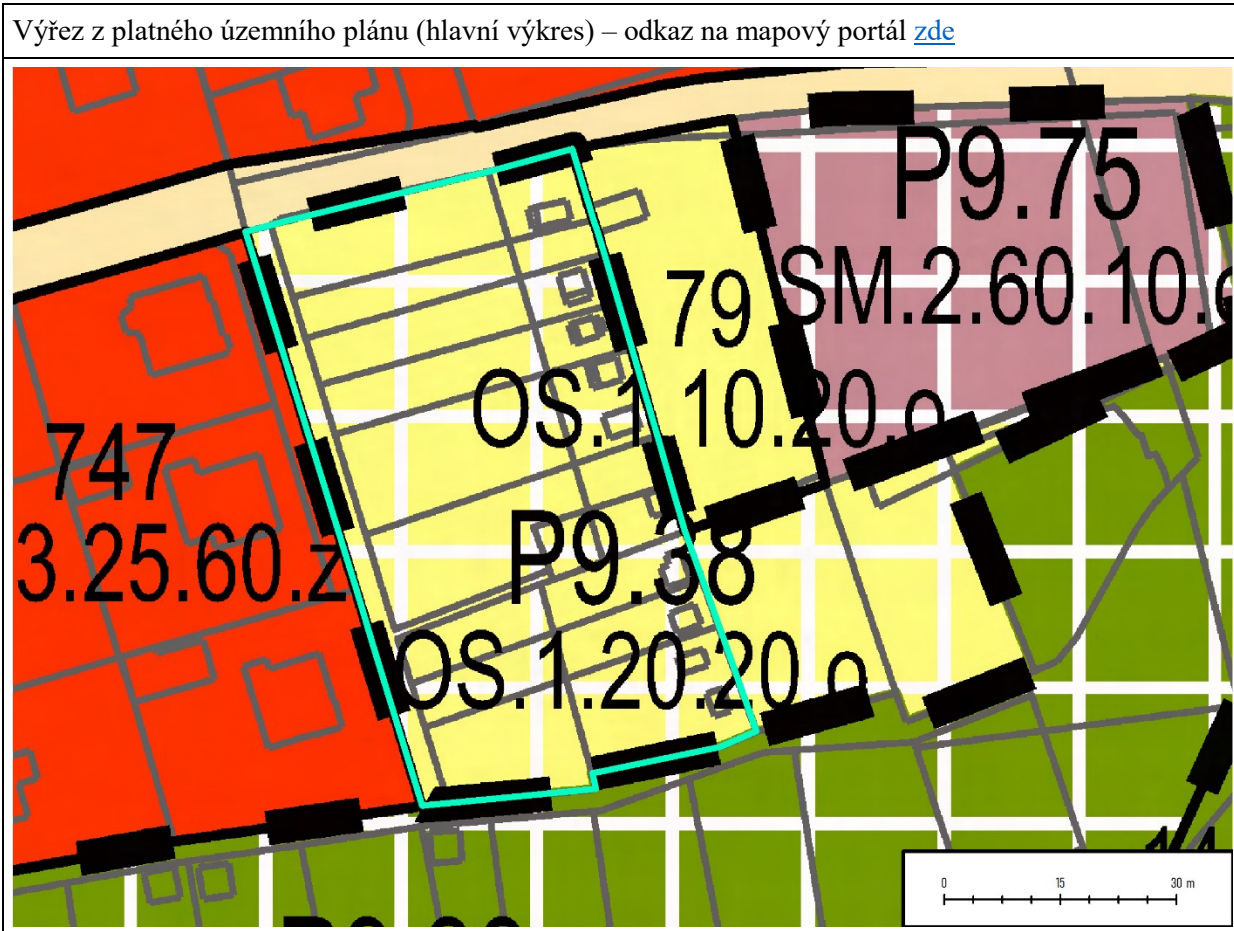 Výřez z platného územního plánu (hlavní výkres) – odkaz na mapový portál zde
P9.75
SM.2.60.10.
79
OS.1.10.20.o
747
3.25.60.z
P9.38
OS.1.20.20.o
0 15 30 m